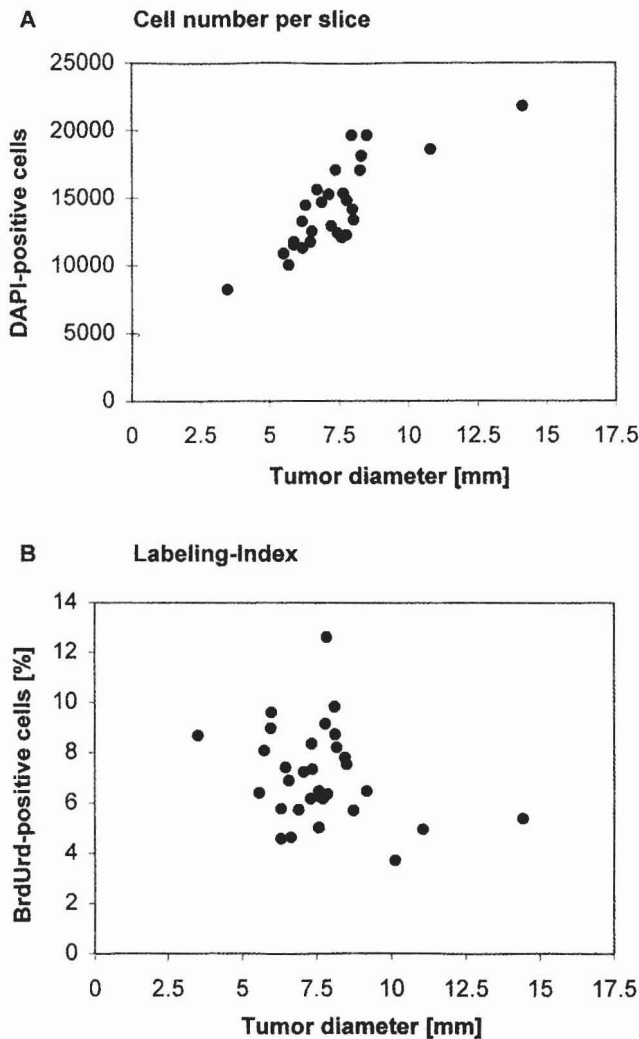 A Cell number per slice
25000
20000
15000
10000
5000
0
DAPI-positive cells
0 2.5 5 7.5 10 12.5 15 17.5
Tumor diameter [mm]
B Labeling-Index
14
12
10
8
6
4
2
0
BrdUrd-positive cells [%]
0 2.5 5 7.5 10 12.5 15 17.5
Tumor diameter [mm]